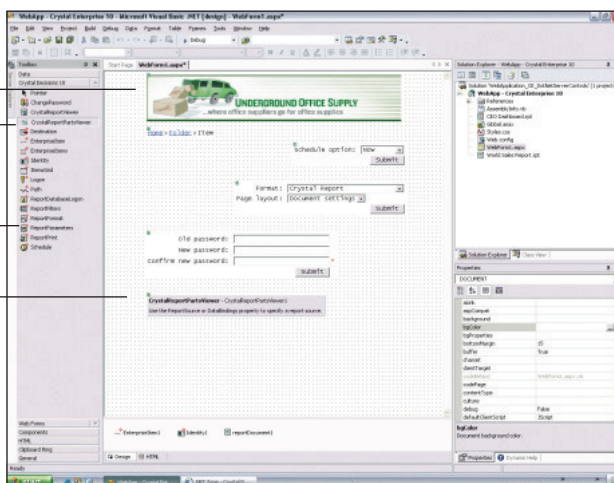 WebApp - Crystal Enterprise 10 - Microsoft Visual Basic .NET [design] - WebForm1.aspx*
File Edit View Project Build Debug Data Format Table Frames Tools Window Help
Debug
Toolbox
Data
Crystal Decisions 10
Pointer
ChangePassword
CrystalReportViewer
CrystalReportPartsViewer
Destination
EnterpriseItem
EnterpriseItems
Identity
ItemsGrid
Logon
Path
ReportDatabaseLogon
ReportFilters
ReportFormat
ReportParameters
ReportPrint
Schedule
Web Forms
Components
HTML
Clipboard Ring
General
Start Page WebForm1.aspx*
UNDERGROUND OFFICE SUPPLY
...where office suppliers go for office supplies
Home > Folder > Item
Schedule option: Now
Submit
Format: Crystal Report
Page layout: Document settings
Submit
Old password:
New password:
Confirm new password: *
Submit
CrystalReportPartsViewer - CrystalReportPartsViewer1
Use the ReportSource or DataBindings property to specify a report source.
EnterpriseItem1 Identity1 reportDocument1
Design HTML
Solution Explorer - WebApp - Crystal Enterprise 10
WebApp - Crystal Enterprise 10
References
AssemblyInfo.vb
CEO Dashboard.rpt
Global.asax
Styles.css
Web.config
WebForm1.aspx
World Sales Report.rpt
Solution Explorer Class View
Properties
DOCUMENT
aLink
aspCompat
background
bgColor
bgProperties
bottomMargin 15
buffer True
charset
clientTarget
codeBehind WebForm1.aspx.vb
codePage
contentType
culture
debug False
defaultClientScript JScript
bgColor
Document background color.
Properties Dynamic Help
Ready